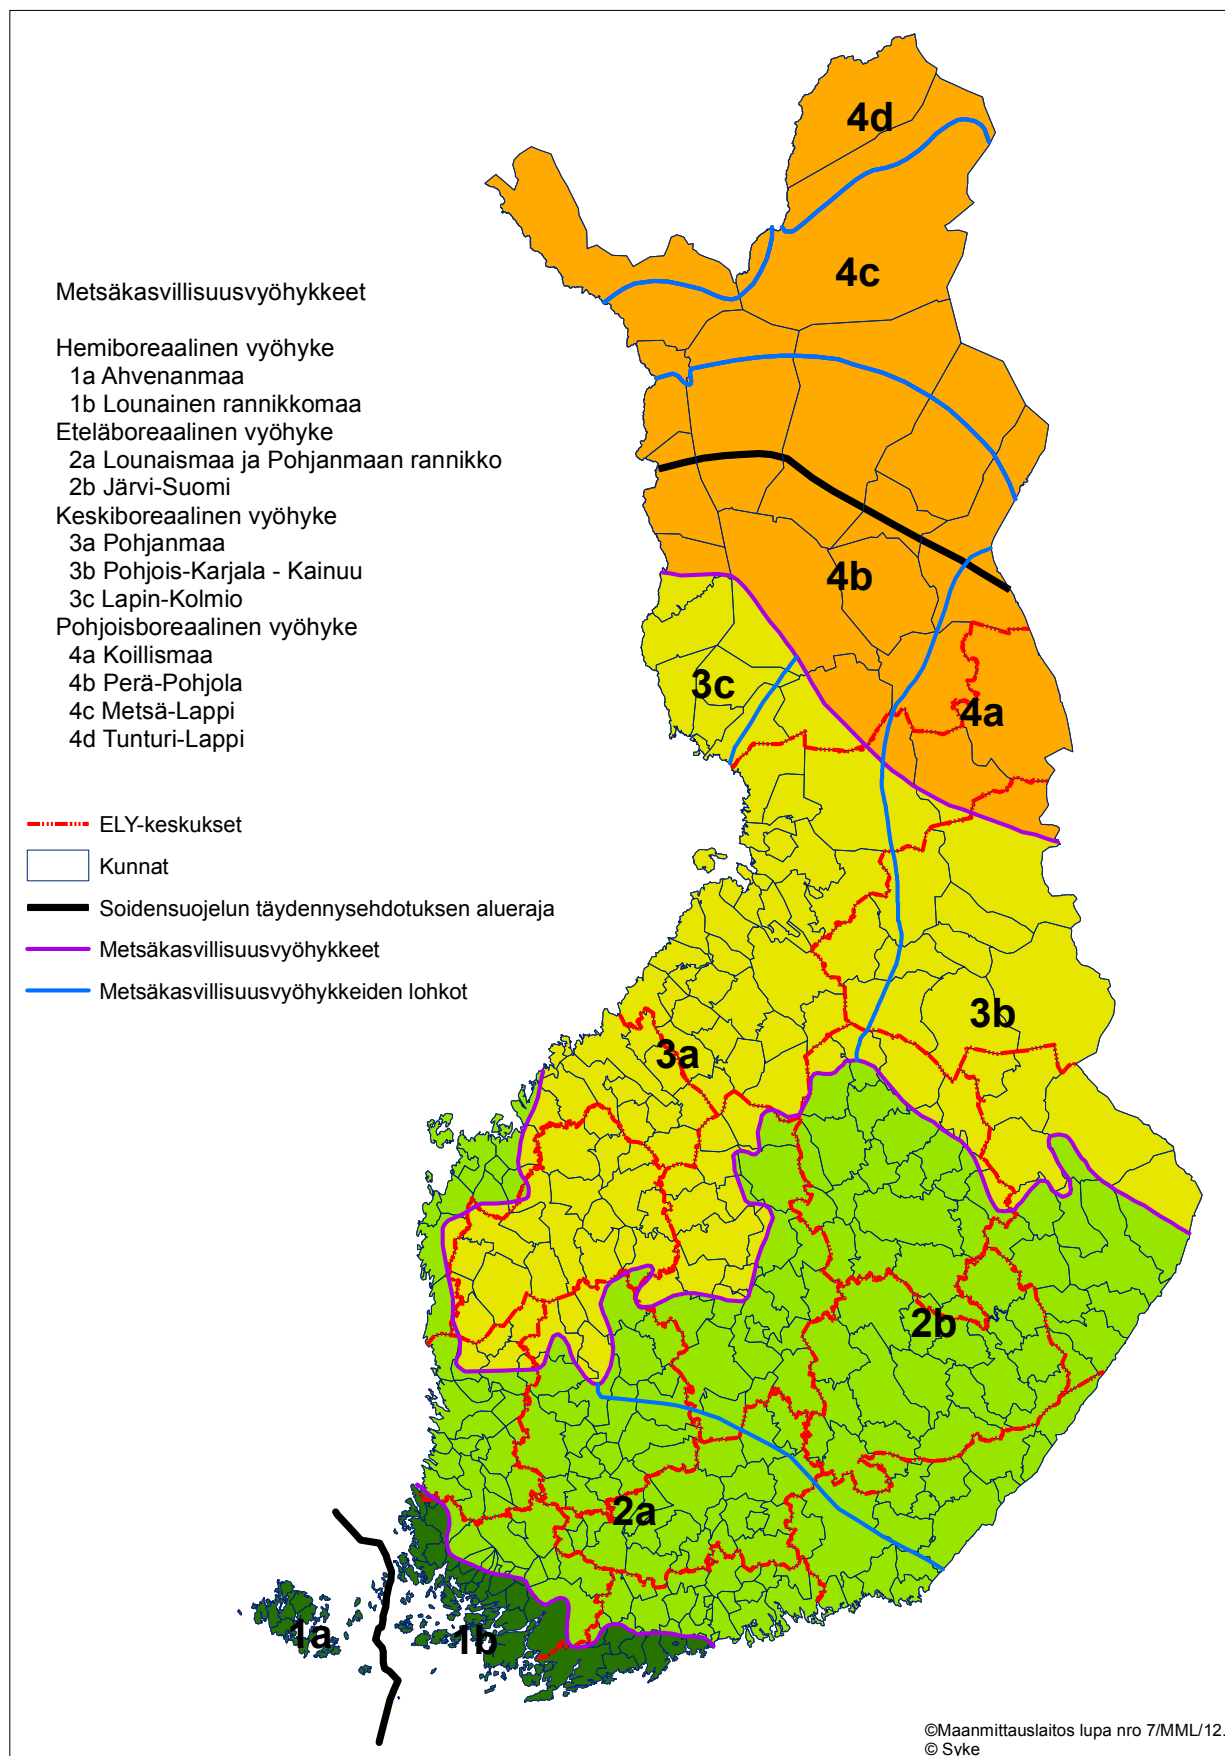 Metsäkasvillisuusvyöhykkeet
Hemiboreaalinen vyöhyke
1a Ahvenanmaa
1b Lounainen rannikkomaa
Eteläboreaalinen vyöhyke
2a Lounaismaa ja Pohjanmaan rannikko
2b Järvi-Suomi
Keskiboreaalinen vyöhyke
3a Pohjanmaa
3b Pohjois-Karjala - Kainuu
3c Lapin-Kolmio
Pohjoisboreaalinen vyöhyke
4a Koillismaa
4b Perä-Pohjola
4c Metsä-Lappi
4d Tunturi-Lappi
ELY-keskukset
Kunnat
Soidensuojelun täydennysehdotuksen alueraja
Metsäkasvillisuusvyöhykkeet
Metsäkasvillisuusvyöhykkeiden lohkot
4d
4c
4b
3c
4a
3b
3a
2b
2a
1a
1b
©Maanmittauslaitos lupa nro 7/MML/12.
© Syke